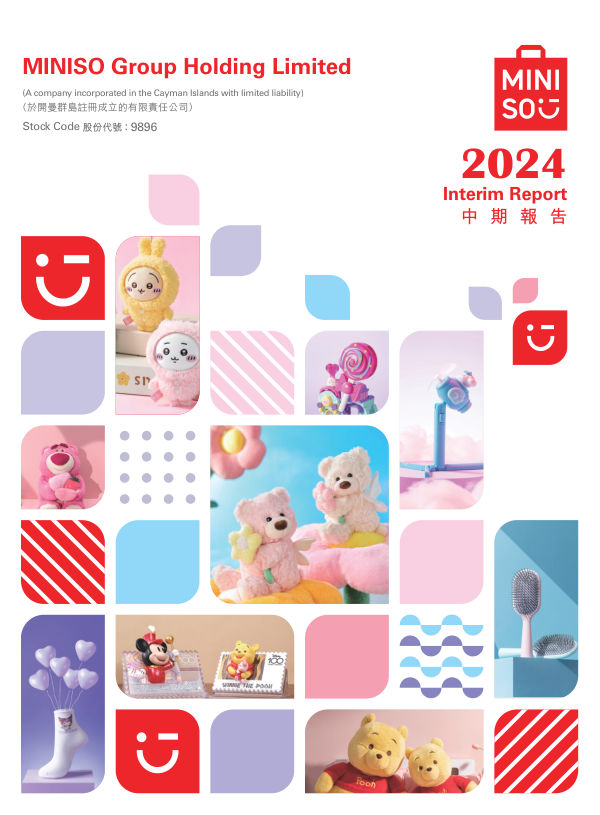 MINISO Group Holding Limited
(A company incorporated in the Cayman Islands with limited liability)
（於開曼群島註冊成立的有限責任公司）
Stock Code 股份代號：9896
MINI
SO
2024
Interim Report
中期報告
100
WINNIE THE POOH
Pooh